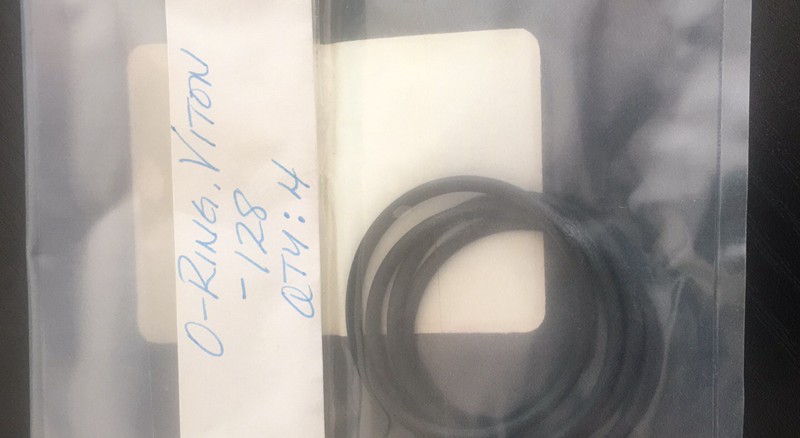 O-RING, VITON
-128
QTY: 4